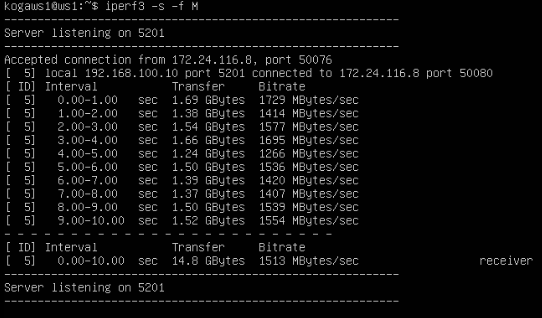 kogaws1@ws1:~$ iperf3 -s -f M
-----------------------------------------------------------
Server listening on 5201
-----------------------------------------------------------
Accepted connection from 172.24.116.8, port 50076
[  5] local 192.168.100.10 port 5201 connected to 172.24.116.8 port 50080
[ ID] Interval           Transfer     Bitrate
[  5]   0.00-1.00   sec  1.69 GBytes  1729 MBytes/sec
[  5]   1.00-2.00   sec  1.38 GBytes  1414 MBytes/sec
[  5]   2.00-3.00   sec  1.54 GBytes  1577 MBytes/sec
[  5]   3.00-4.00   sec  1.66 GBytes  1695 MBytes/sec
[  5]   4.00-5.00   sec  1.24 GBytes  1266 MBytes/sec
[  5]   5.00-6.00   sec  1.50 GBytes  1536 MBytes/sec
[  5]   6.00-7.00   sec  1.39 GBytes  1420 MBytes/sec
[  5]   7.00-8.00   sec  1.37 GBytes  1407 MBytes/sec
[  5]   8.00-9.00   sec  1.50 GBytes  1539 MBytes/sec
[  5]   9.00-10.00  sec  1.52 GBytes  1554 MBytes/sec
- - - - - - - - - - - - - - - - - - - - - - - - -
[ ID] Interval           Transfer     Bitrate
[  5]   0.00-10.00  sec  14.8 GBytes  1513 MBytes/sec                  receiver
-----------------------------------------------------------
Server listening on 5201
-----------------------------------------------------------